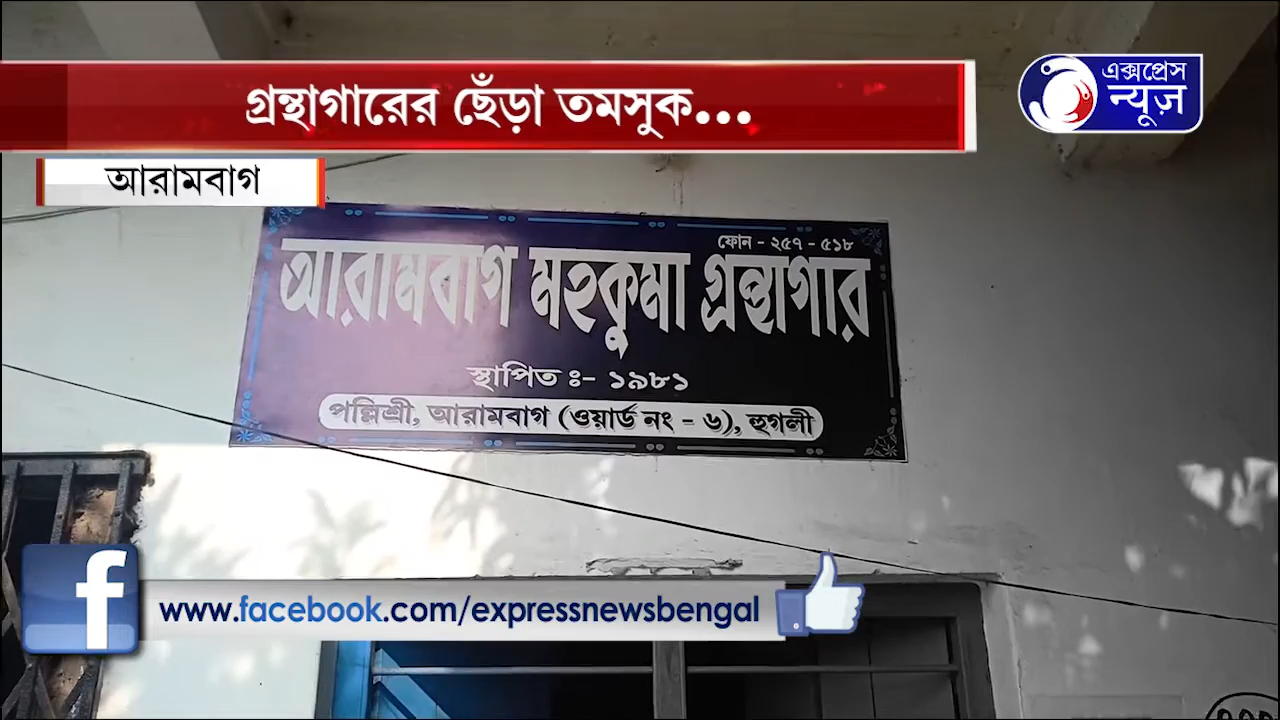 গ্রন্থাগারের ছেঁড়া তমসুক...
এক্সপ্রেস
ন্যূজ
আরামবাগ
ফোন - ২৫৭ - ৫১৮
আরামবাগ মহকুমা গ্রন্থাগার
স্থাপিত ঃ- ১৯৮১
পল্লিশ্রী, আরামবাগ (ওয়ার্ড নং - ৬), হুগলী
www.facebook.com/expressnewsbengal